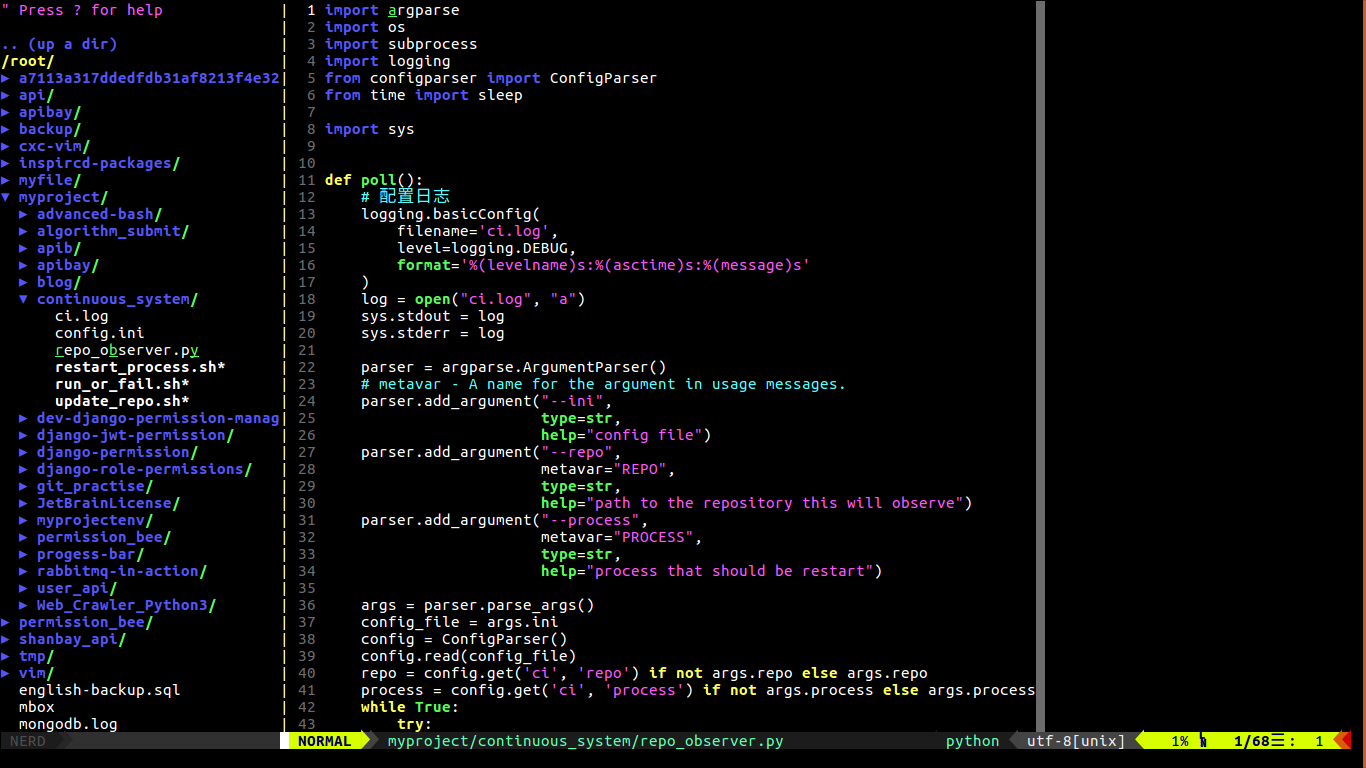 " Press ? for help
.. (up a dir)
/root/
▶ a7113a317ddedfdb31af8213f4e32
▶ api/
▶ apibay/
▶ backup/
▶ cxc-vim/
▶ inspircd-packages/
▶ myfile/
▼ myproject/
▶ advanced-bash/
▶ algorithm_submit/
▶ apib/
▶ apibay/
▶ blog/
▼ continuous_system/
ci.log
config.ini
repo_observer.py
restart_process.sh*
run_or_fail.sh*
update_repo.sh*
▶ dev-django-permission-manag
▶ django-jwt-permission/
▶ django-permission/
▶ django-role-permissions/
▶ git_practise/
▶ JetBrainLicense/
▶ myprojectenv/
▶ permission_bee/
▶ progess-bar/
▶ rabbitmq-in-action/
▶ user_api/
▶ Web_Crawler_Python3/
▶ permission_bee/
▶ shanbay_api/
▶ tmp/
▶ vim/
english-backup.sql
mbox
mongodb.log
NERD
1 import argparse
2 import os
3 import subprocess
4 import logging
5 from configparser import ConfigParser
6 from time import sleep
7
8 import sys
9
10
11 def poll():
12     # 配置日志
13     logging.basicConfig(
14         filename='ci.log',
15         level=logging.DEBUG,
16         format='%(levelname)s:%(asctime)s:%(message)s'
17     )
18     log = open("ci.log", "a")
19     sys.stdout = log
20     sys.stderr = log
21
22     parser = argparse.ArgumentParser()
23     # metavar - A name for the argument in usage messages.
24     parser.add_argument("--ini",
25                         type=str,
26                         help="config file")
27     parser.add_argument("--repo",
28                         metavar="REPO",
29                         type=str,
30                         help="path to the repository this will observe")
31     parser.add_argument("--process",
32                         metavar="PROCESS",
33                         type=str,
34                         help="process that should be restart")
35
36     args = parser.parse_args()
37     config_file = args.ini
38     config = ConfigParser()
39     config.read(config_file)
40     repo = config.get('ci', 'repo') if not args.repo else args.repo
41     process = config.get('ci', 'process') if not args.process else args.process
42     while True:
43         try:
NORMAL myproject/continuous_system/repo_observer.py python utf-8[unix] 1% 1/68☰: 1